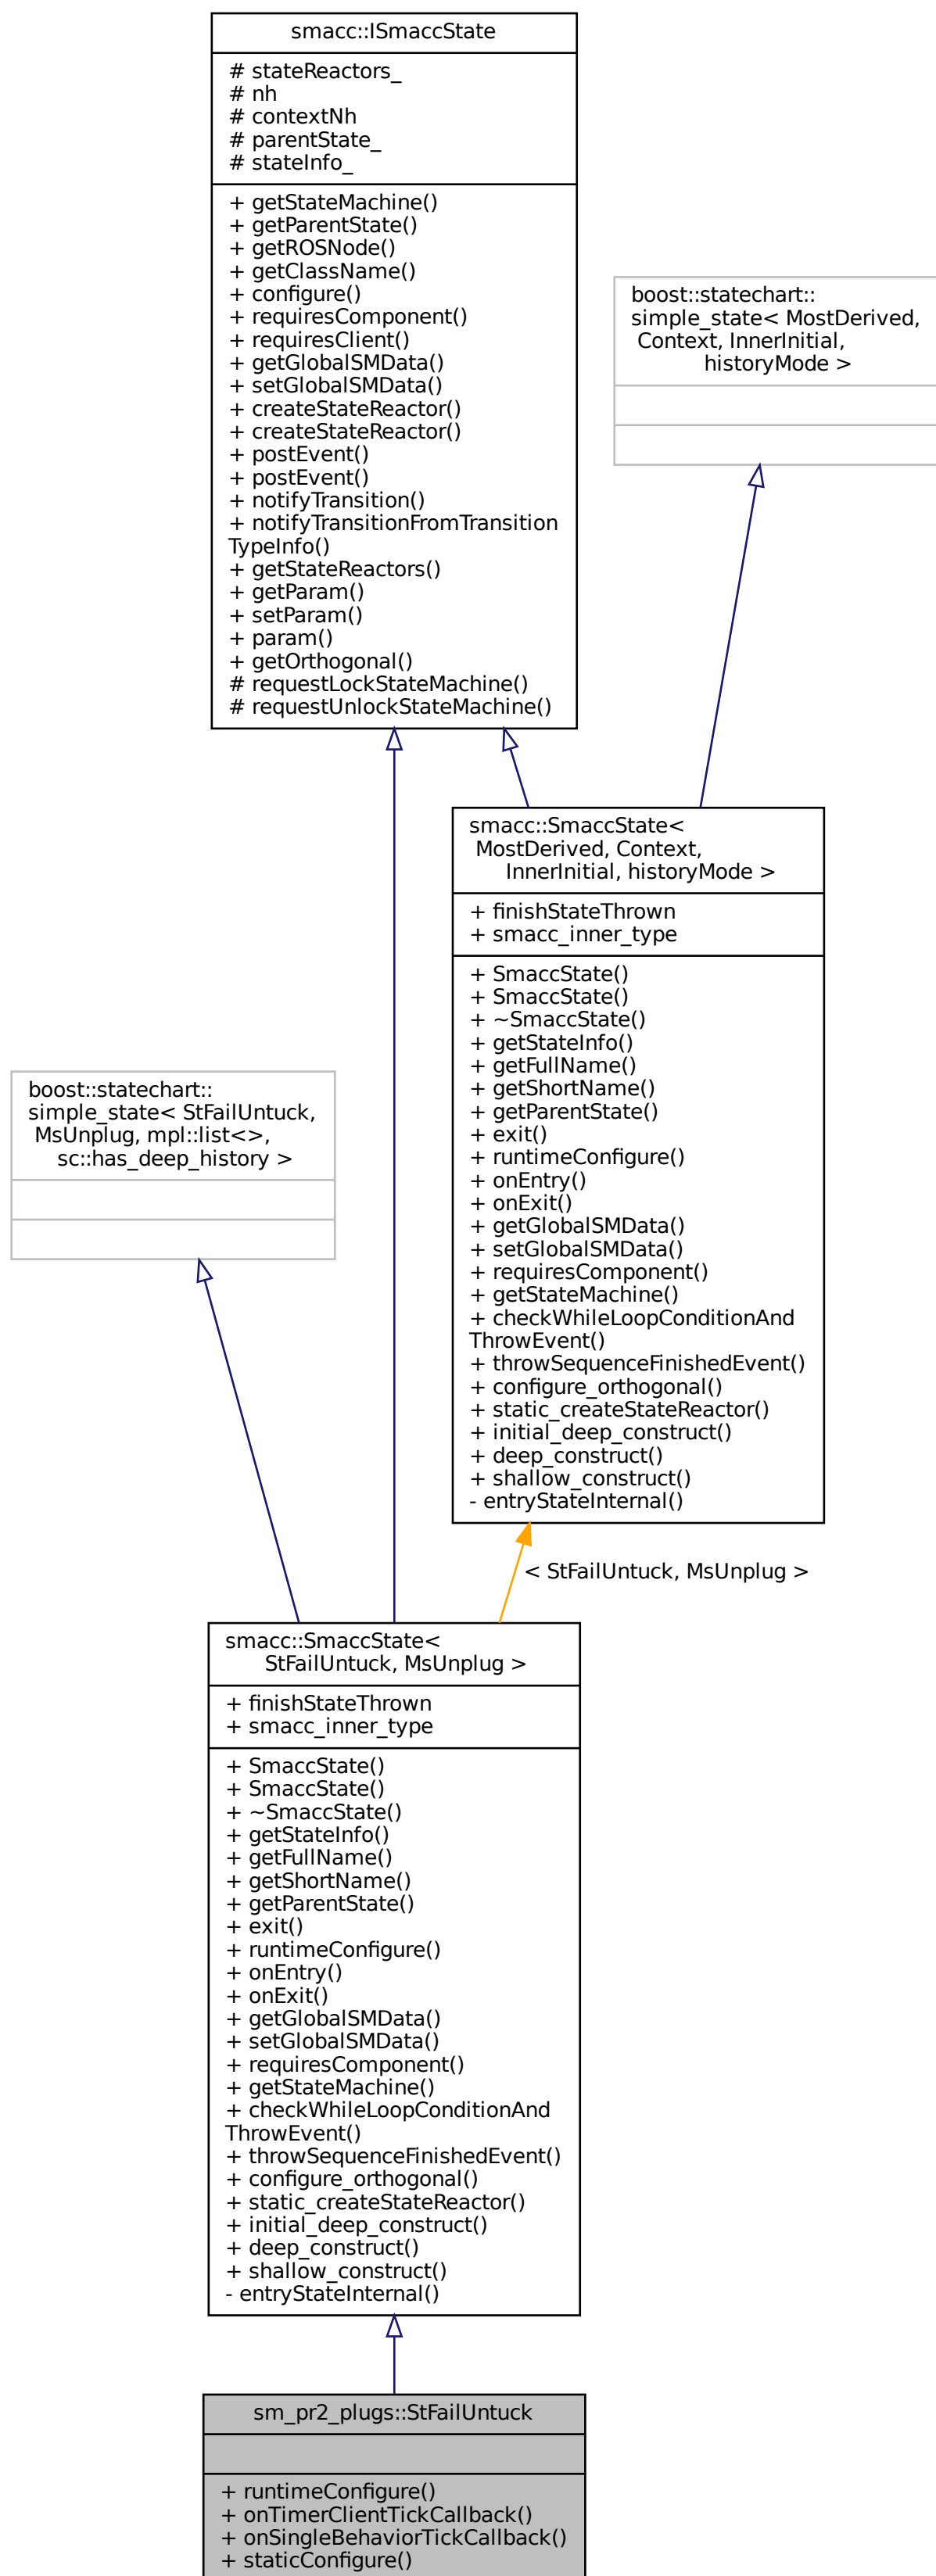 smacc::ISmaccState
# stateReactors_
# nh
# contextNh
# parentState_
# stateInfo_
+ getStateMachine()
+ getParentState()
+ getROSNode()
+ getClassName()
+ configure()
+ requiresComponent()
+ requiresClient()
+ getGlobalSMData()
+ setGlobalSMData()
+ createStateReactor()
+ createStateReactor()
+ postEvent()
+ postEvent()
+ notifyTransition()
+ notifyTransitionFromTransition
TypeInfo()
+ getStateReactors()
+ getParam()
+ setParam()
+ param()
+ getOrthogonal()
# requestLockStateMachine()
# requestUnlockStateMachine()
boost::statechart::
simple_state< MostDerived,
Context, InnerInitial,
historyMode >
smacc::SmaccState<
MostDerived, Context,
InnerInitial, historyMode >
+ finishStateThrown
+ smacc_inner_type
+ SmaccState()
+ SmaccState()
+ ~SmaccState()
+ getStateInfo()
+ getFullName()
+ getShortName()
+ getParentState()
+ exit()
+ runtimeConfigure()
+ onEntry()
+ onExit()
+ getGlobalSMData()
+ setGlobalSMData()
+ requiresComponent()
+ getStateMachine()
+ checkWhileLoopConditionAnd
ThrowEvent()
+ throwSequenceFinishedEvent()
+ configure_orthogonal()
+ static_createStateReactor()
+ initial_deep_construct()
+ deep_construct()
+ shallow_construct()
- entryStateInternal()
boost::statechart::
simple_state< StFailUntuck,
MsUnplug, mpl::list<>,
sc::has_deep_history >
< StFailUntuck, MsUnplug >
smacc::SmaccState<
StFailUntuck, MsUnplug >
+ finishStateThrown
+ smacc_inner_type
+ SmaccState()
+ SmaccState()
+ ~SmaccState()
+ getStateInfo()
+ getFullName()
+ getShortName()
+ getParentState()
+ exit()
+ runtimeConfigure()
+ onEntry()
+ onExit()
+ getGlobalSMData()
+ setGlobalSMData()
+ requiresComponent()
+ getStateMachine()
+ checkWhileLoopConditionAnd
ThrowEvent()
+ throwSequenceFinishedEvent()
+ configure_orthogonal()
+ static_createStateReactor()
+ initial_deep_construct()
+ deep_construct()
+ shallow_construct()
- entryStateInternal()
sm_pr2_plugs::StFailUntuck
+ runtimeConfigure()
+ onTimerClientTickCallback()
+ onSingleBehaviorTickCallback()
+ staticConfigure()